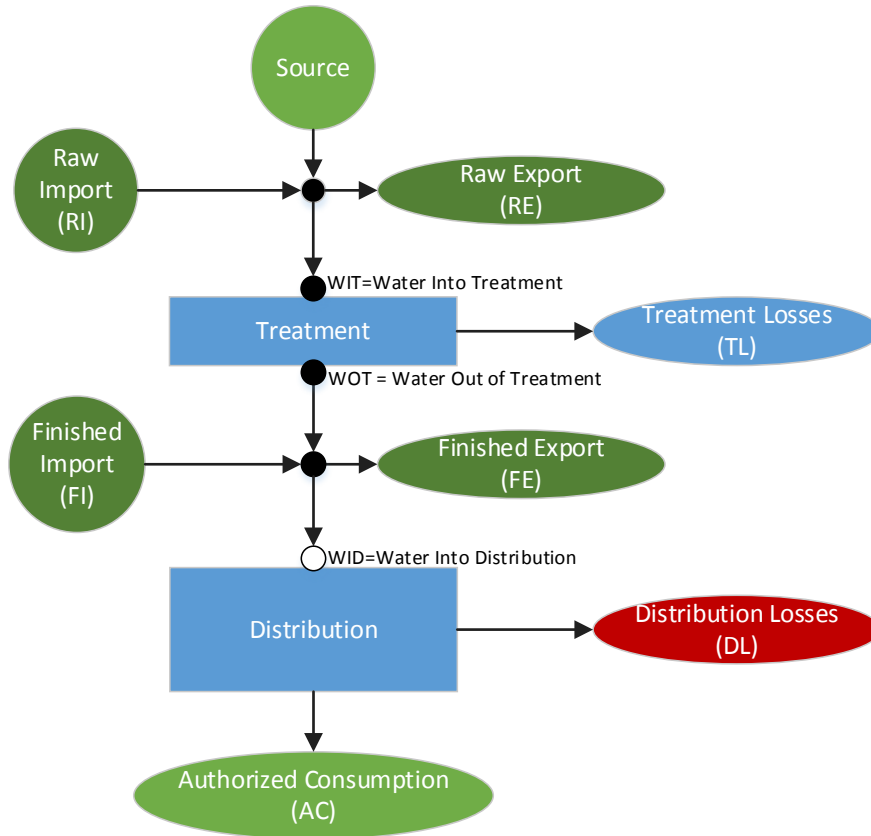 Source
Raw
Import
(RI)
Raw Export
(RE)
WIT=Water Into Treatment
Treatment
Treatment Losses
(TL)
WOT = Water Out of Treatment
Finished
Import
(FI)
Finished Export
(FE)
WID=Water Into Distribution
Distribution
Distribution Losses
(DL)
Authorized Consumption
(AC)